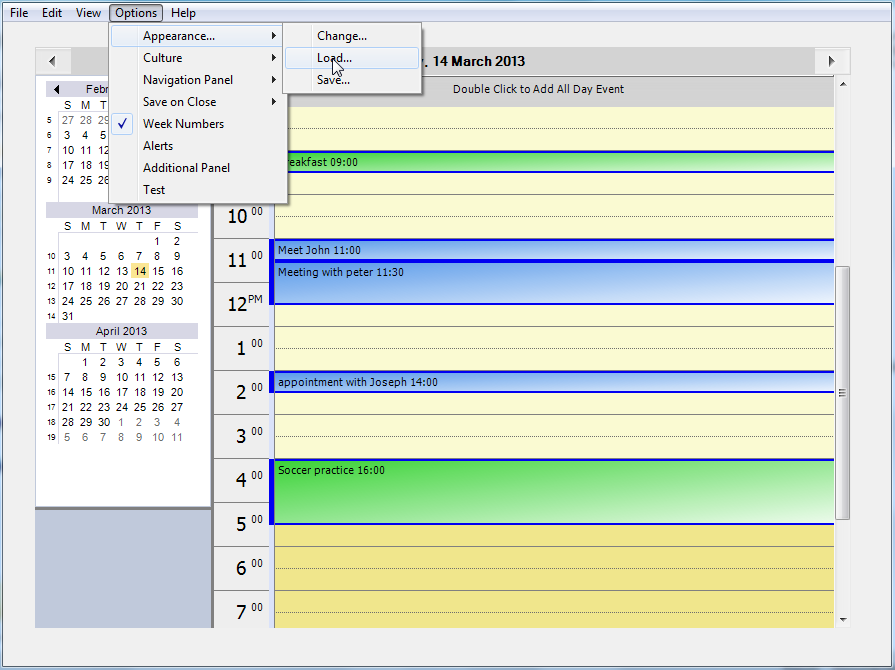 File Edit View Options Help
Appearance...
Culture
Navigation Panel
Save on Close
Week Numbers
Alerts
Additional Panel
Test
Change...
Load...
Save...
. 14 March 2013
Double Click to Add All Day Event
Febr
S M T
5 27 28 29
6 3 4 5
7 10 11 12
8 17 18 19
9 24 25 26
March 2013
S M T W T F S
1 2
10 3 4 5 6 7 8 9
11 10 11 12 13 14 15 16
12 17 18 19 20 21 22 23
13 24 25 26 27 28 29 30
14 31
April 2013
S M T W T F S
1 2 3 4 5 6
15 7 8 9 10 11 12 13
16 14 15 16 17 18 19 20
17 21 22 23 24 25 26 27
18 28 29 30 1 2 3 4
19 5 6 7 8 9 10 11
reakfast 09:00
10 00
11 00
Meet John 11:00
Meeting with peter 11:30
12 PM
1 00
2 00
appointment with Joseph 14:00
3 00
4 00
Soccer practice 16:00
5 00
6 00
7 00